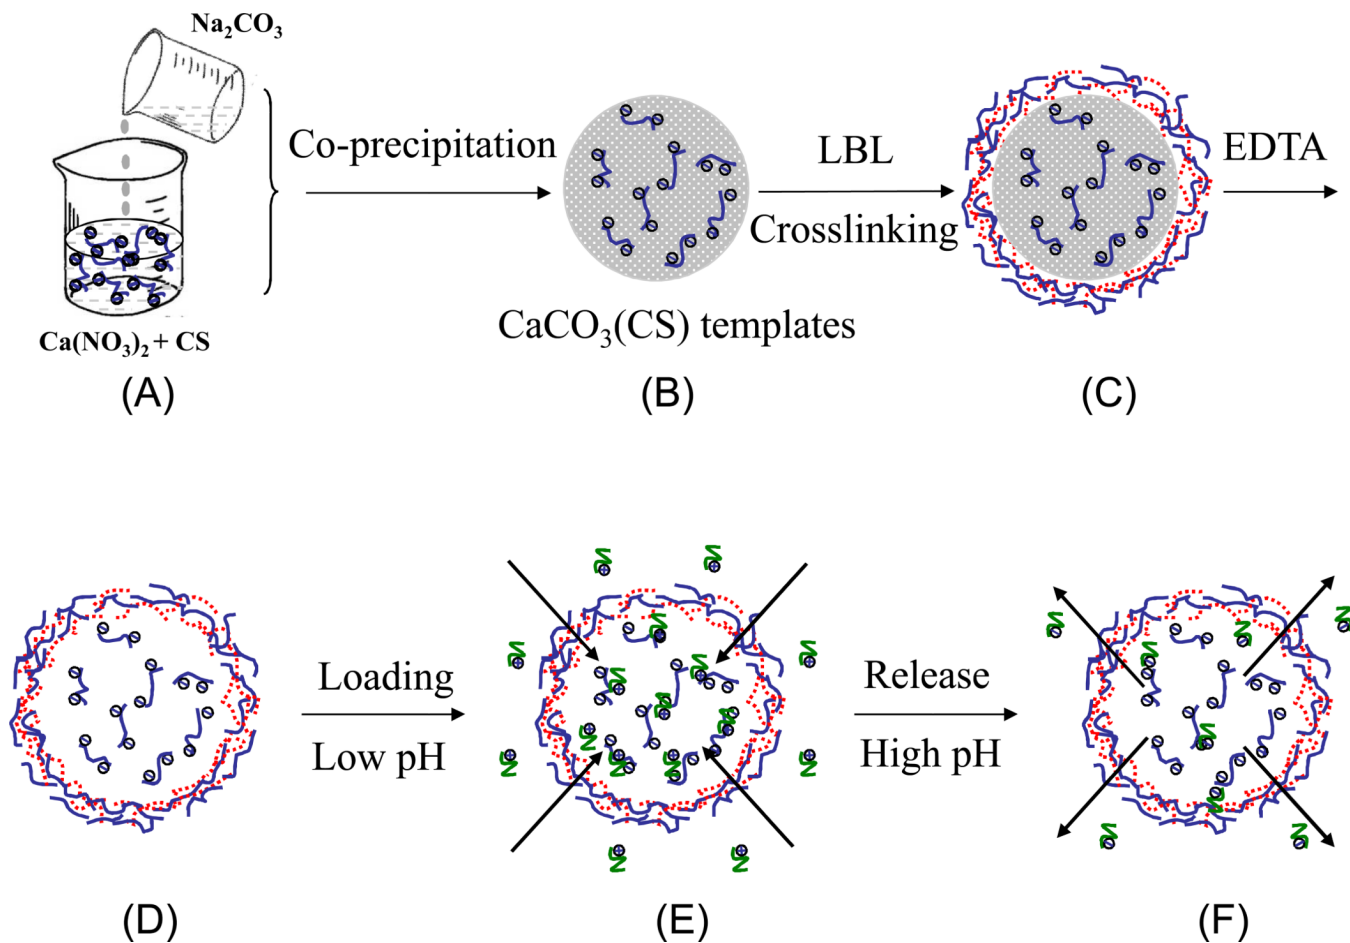 Na₂CO₃
Co-precipitation
LBL
EDTA
Crosslinking
CaCO₃(CS) templates
Ca(NO₃)₂ + CS
(A)
(B)
(C)
Loading
Release
Low pH
High pH
(D)
(E)
(F)